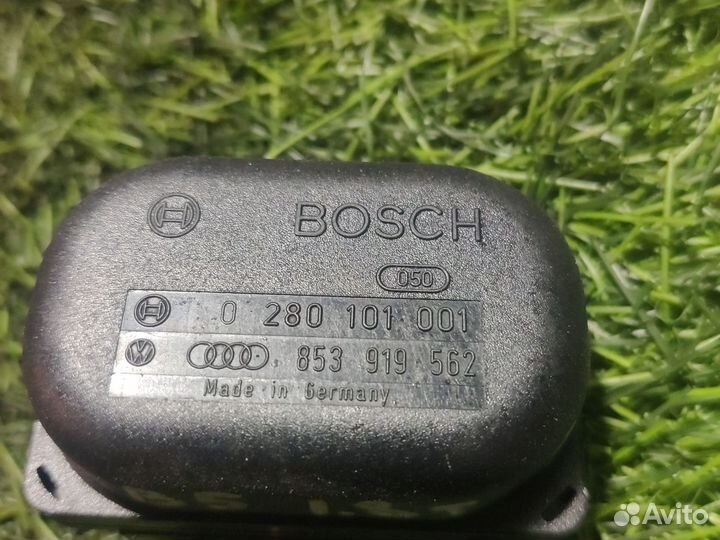 BOSCH
050
0 280 101 001
853 919 562
Made in Germany
Avito